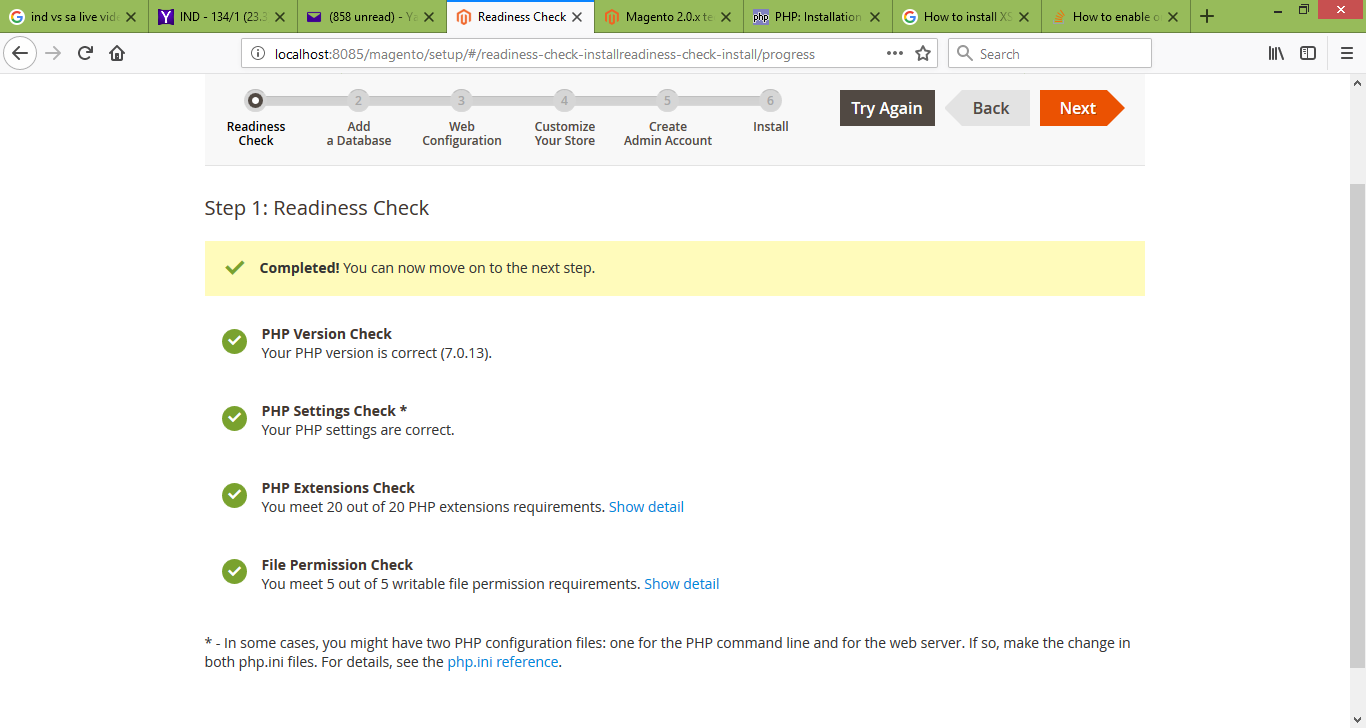 ind vs sa live vide
IND - 134/1 (23.3
(858 unread) - Ya
Readiness Check
Magento 2.0.x te
php
PHP: Installation
How to install XS
How to enable o
localhost:8085/magento/setup/#/readiness-check-installreadiness-check-install/progress
Search
1 2 3 4 5 6
Readiness
Check
Add
a Database
Web
Configuration
Customize
Your Store
Create
Admin Account
Install
Try Again
Back
Next
Step 1: Readiness Check
Completed! You can now move on to the next step.
PHP Version Check
Your PHP version is correct (7.0.13).
PHP Settings Check *
Your PHP settings are correct.
PHP Extensions Check
You meet 20 out of 20 PHP extensions requirements. Show detail
File Permission Check
You meet 5 out of 5 writable file permission requirements. Show detail
* - In some cases, you might have two PHP configuration files: one for the PHP command line and for the web server. If so, make the change in
both php.ini files. For details, see the php.ini reference.